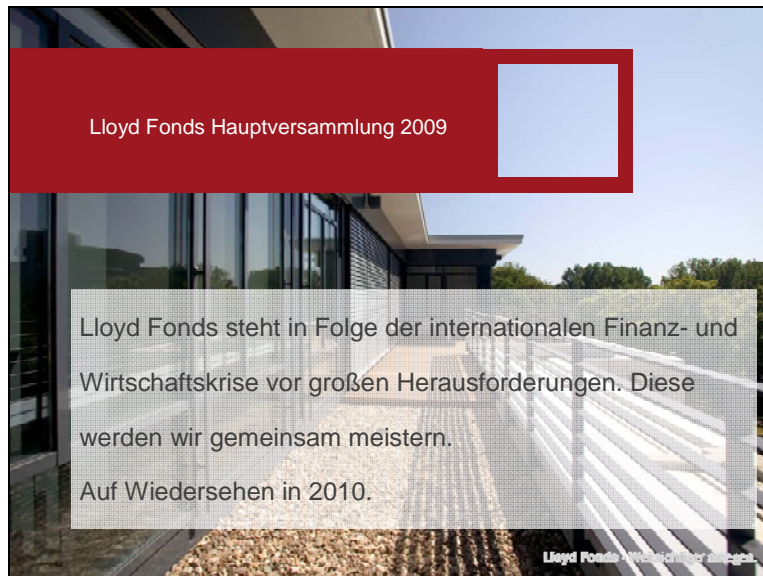 Lloyd Fonds Hauptversammlung 2009
Lloyd Fonds steht in Folge der internationalen Finanz- und
Wirtschaftskrise vor großen Herausforderungen. Diese
werden wir gemeinsam meistern.
Auf Wiedersehen in 2010.
Lloyd Fonds